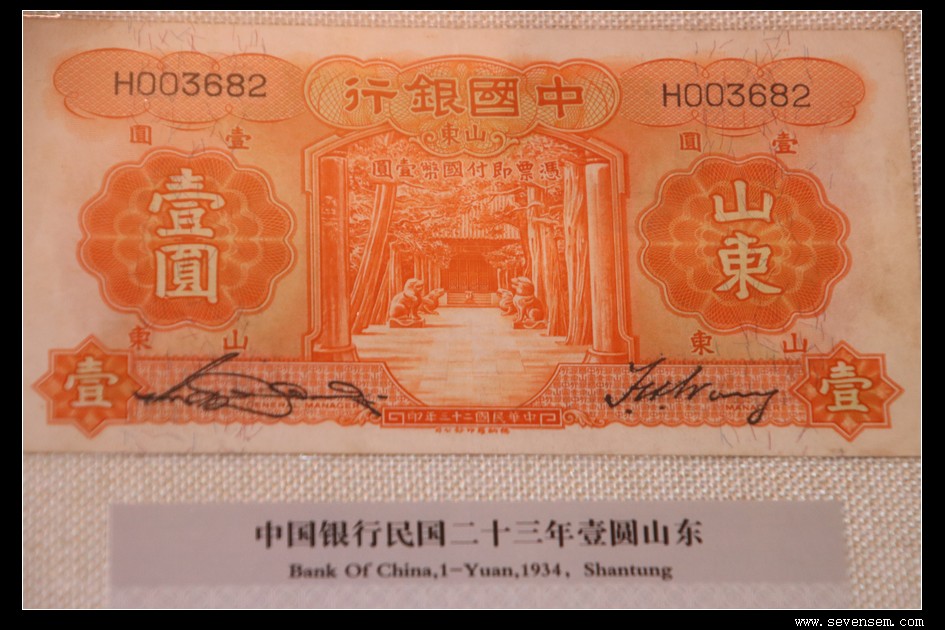 H003682
行銀國中
H003682
圓 壹
東山
圓 壹
圓壹幣國付即票憑
壹圓
山東
東 山
東 山
壹
壹
MANAGER
印年三十二國民華中
中国银行民国二十三年壹圆山东
Bank Of China,1-Yuan,1934, Shantung
www.sevensem.com